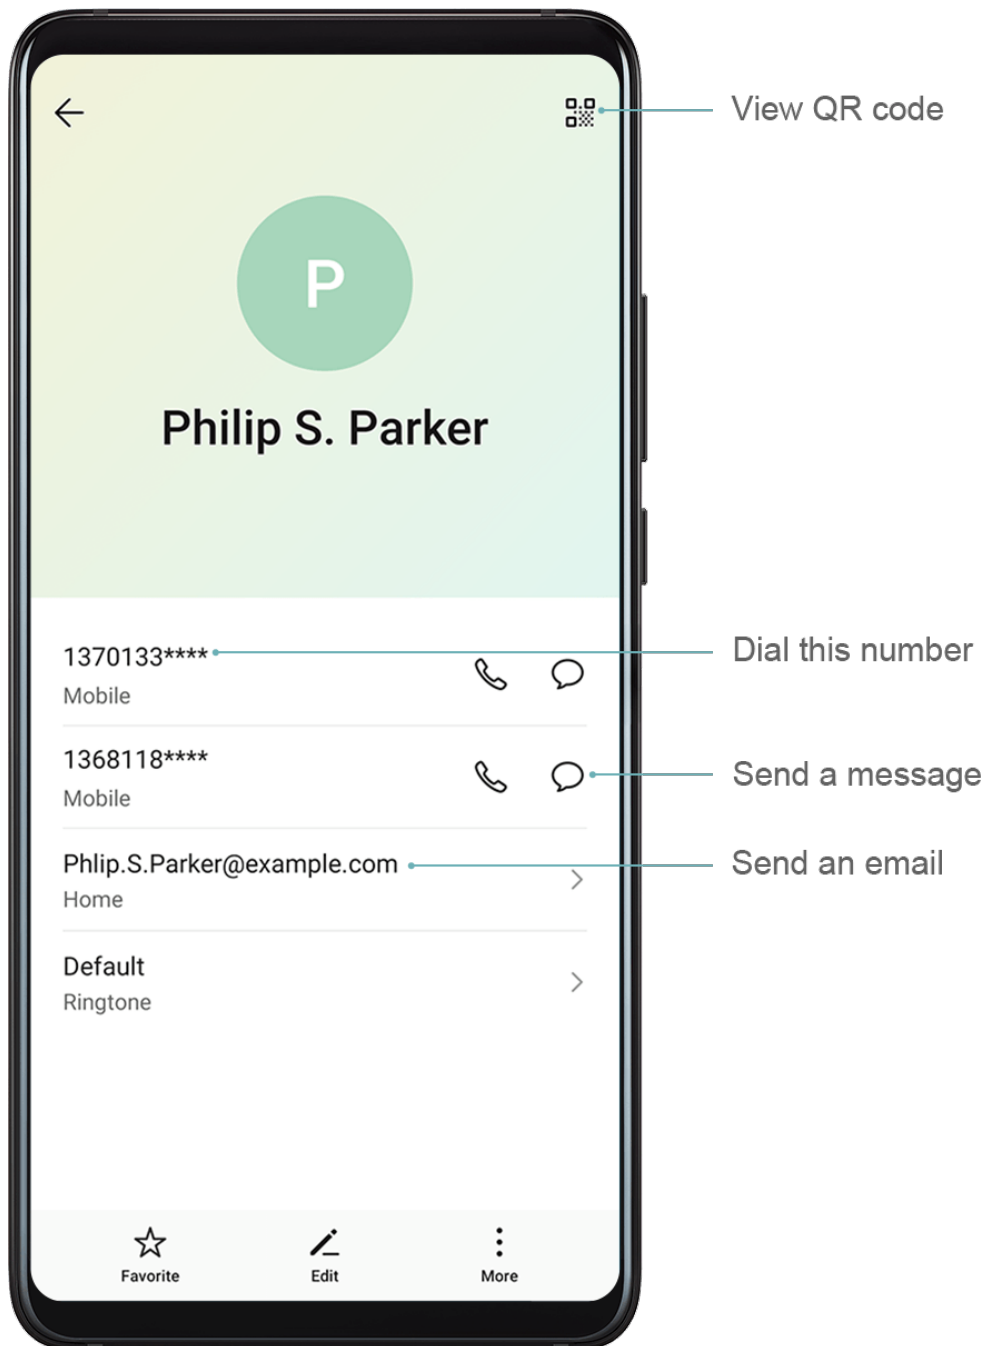 View QR code
P
Philip S. Parker
1370133****
Dial this number
Mobile
1368118****
Send a message
Mobile
Phlip.S.Parker@example.com
Send an email
Home
Default
Ringtone
Favorite
Edit
More